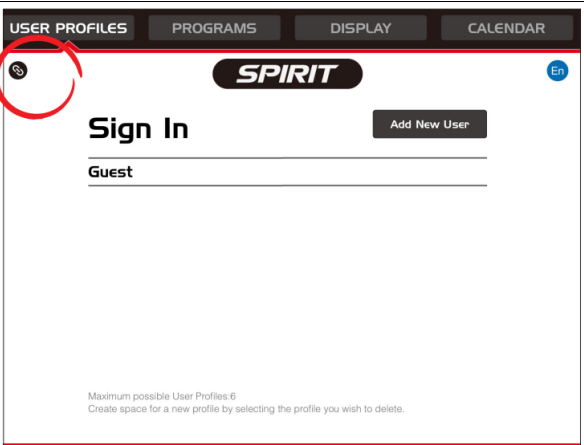 USER PROFILES PROGRAMS DISPLAY CALENDAR
SPIRIT En
Sign In Add New User
Guest
Maximum possible User Profiles:6
Create space for a new profile by selecting the profile you wish to delete.